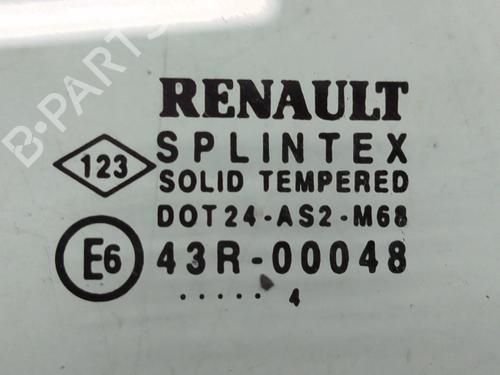 B-PARTS
RENAULT
123 SPLINTEX
SOLID TEMPERED
DOT24-AS2-M68
E6 43R-00048
..... 4